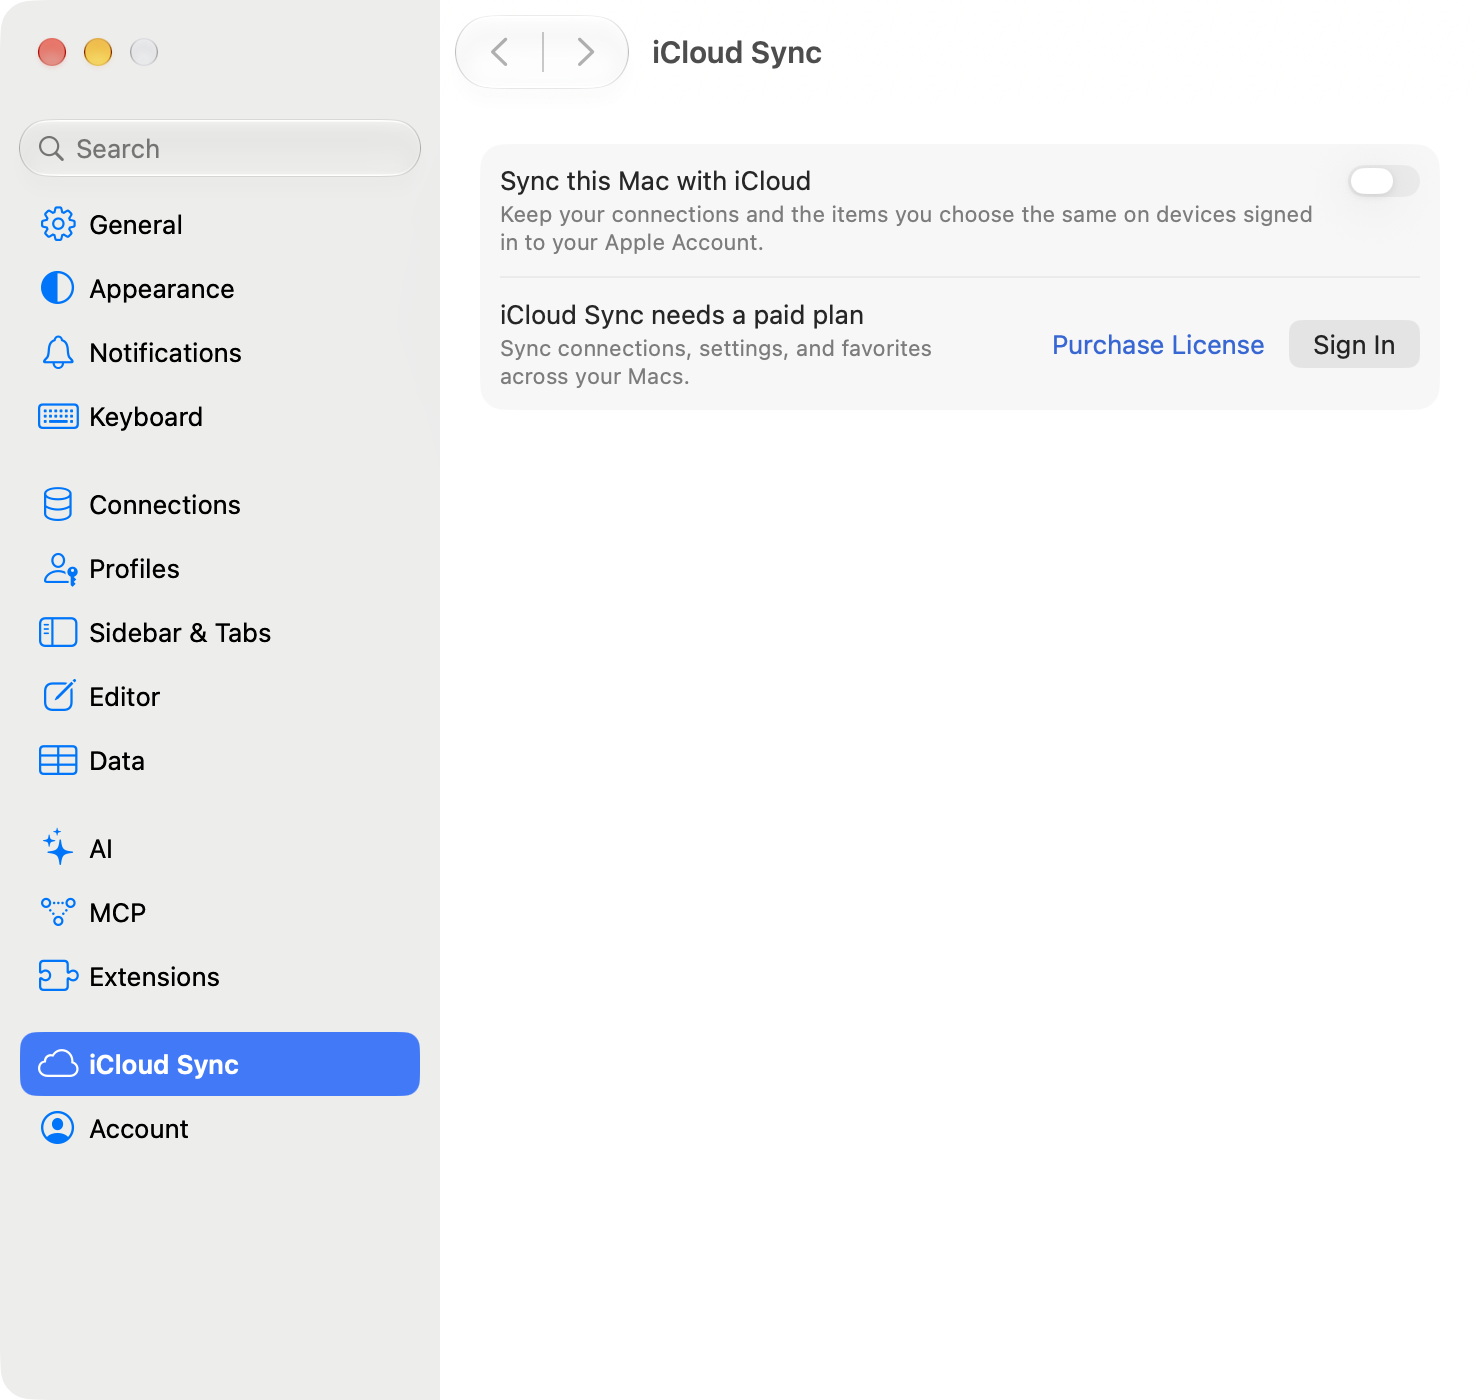 iCloud Sync
Search
General
Appearance
Notifications
Keyboard
Connections
Profiles
Sidebar & Tabs
Editor
Data
AI
MCP
Extensions
iCloud Sync
Account
Sync this Mac with iCloud
Keep your connections and the items you choose the same on devices signed
in to your Apple Account.
iCloud Sync needs a paid plan
Sync connections, settings, and favorites
across your Macs.
Purchase License
Sign In